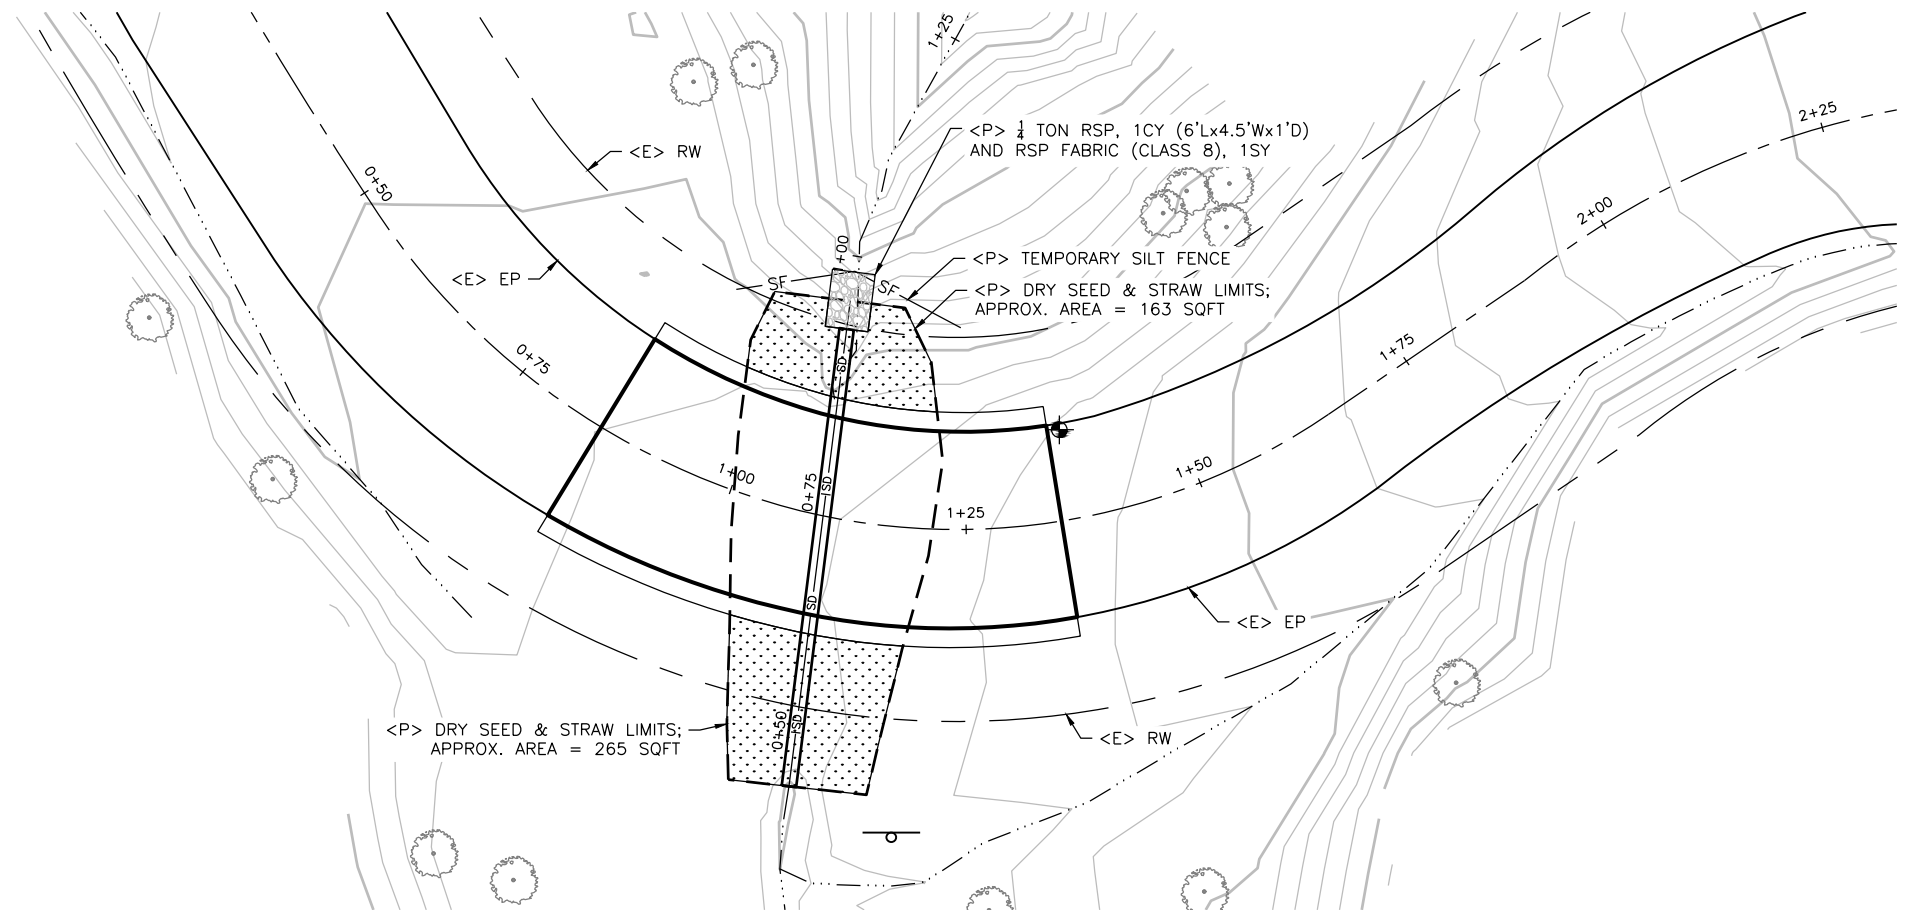 1+25
<P> ¼ TON RSP, 1CY (6'Lx4.5'Wx1'D)
AND RSP FABRIC (CLASS 8), 1SY
2+25
<E> RW
0+50
2+00
+00
<P> TEMPORARY SILT FENCE
<E> EP
SF
SF
<P> DRY SEED & STRAW LIMITS;
APPROX. AREA = 163 SQFT
0+75
1+75
SD
1+00
0+75
SD
1+50
1+25
SD
<E> EP
0+50
SD
<P> DRY SEED & STRAW LIMITS;
APPROX. AREA = 265 SQFT
<E> RW